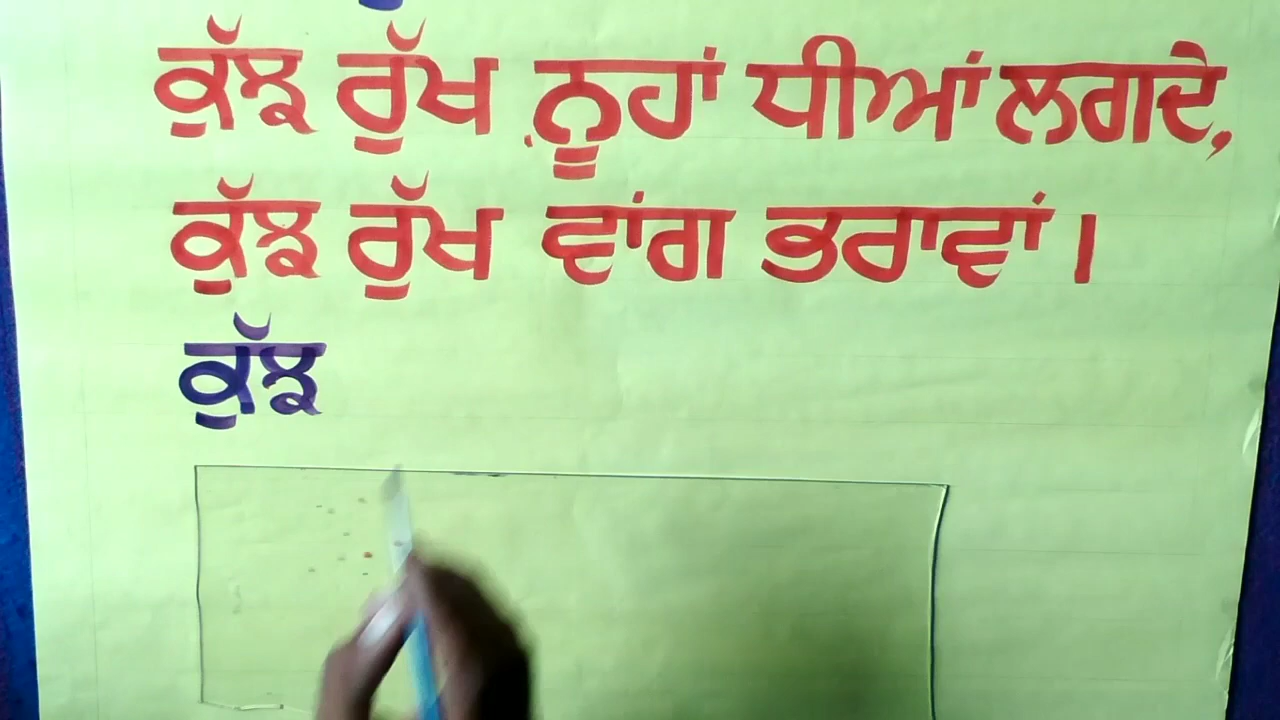 ਕੁੱਝ ਰੁੱਖ ਨੂਹਾਂ ਧੀਆਂ ਲਗਦੇ,
ਕੁੱਝ ਰੁੱਖ ਵਾਂਗ ਭਰਾਵਾਂ ।
ਕੁੱਝ